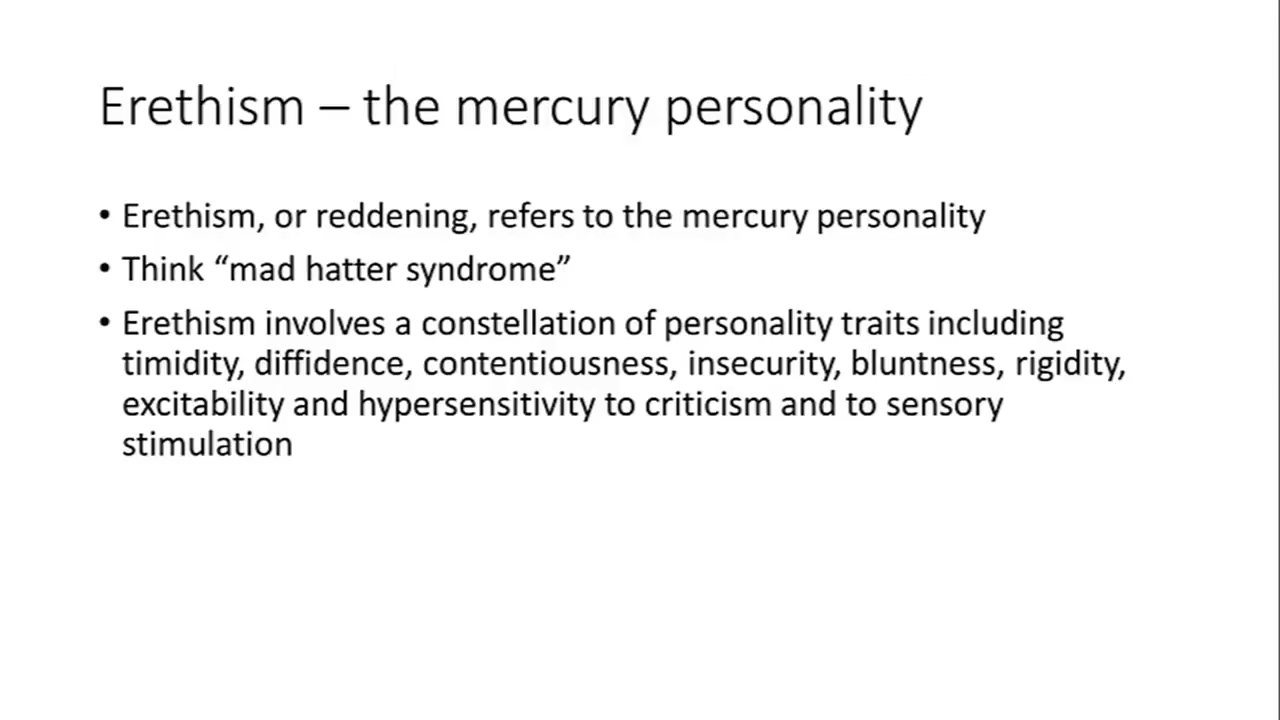 Erethism – the mercury personality
• Erethism, or reddening, refers to the mercury personality
• Think “mad hatter syndrome”
• Erethism involves a constellation of personality traits including
timidity, diffidence, contentiousness, insecurity, bluntness, rigidity,
excitability and hypersensitivity to criticism and to sensory
stimulation